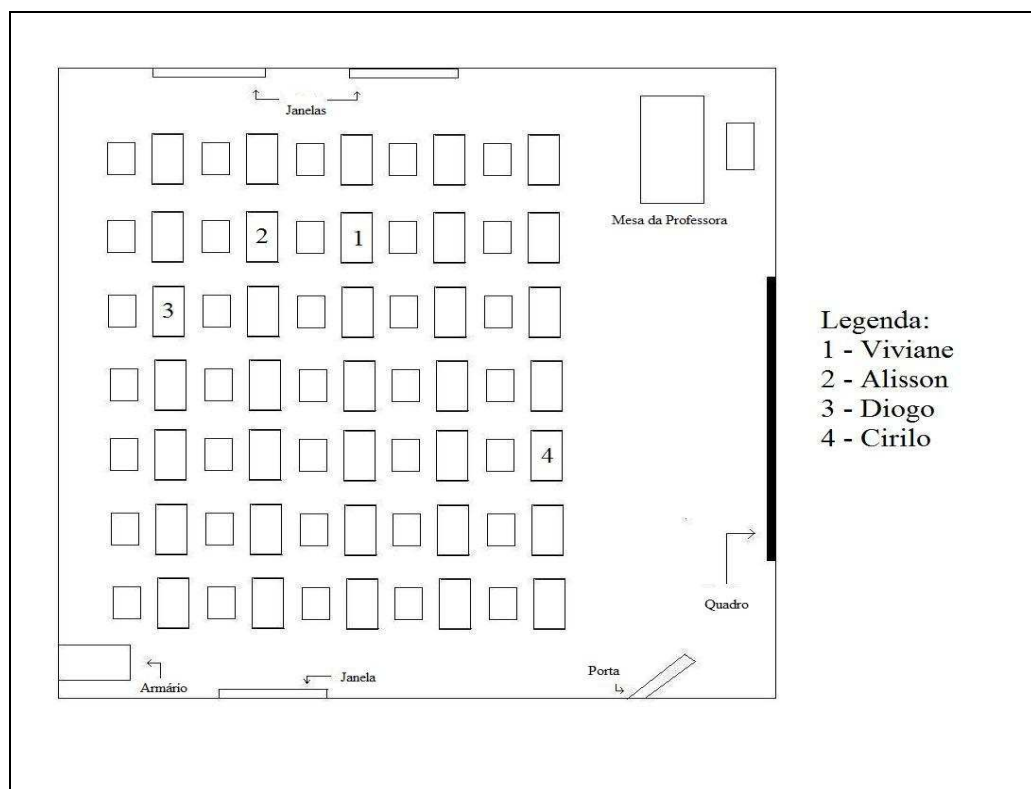 Janelas
Mesa da Professora
2
1
3
4
Legenda:
1 - Viviane
2 - Alisson
3 - Diogo
4 - Cirilo
Quadro
Porta
Janela
Armário